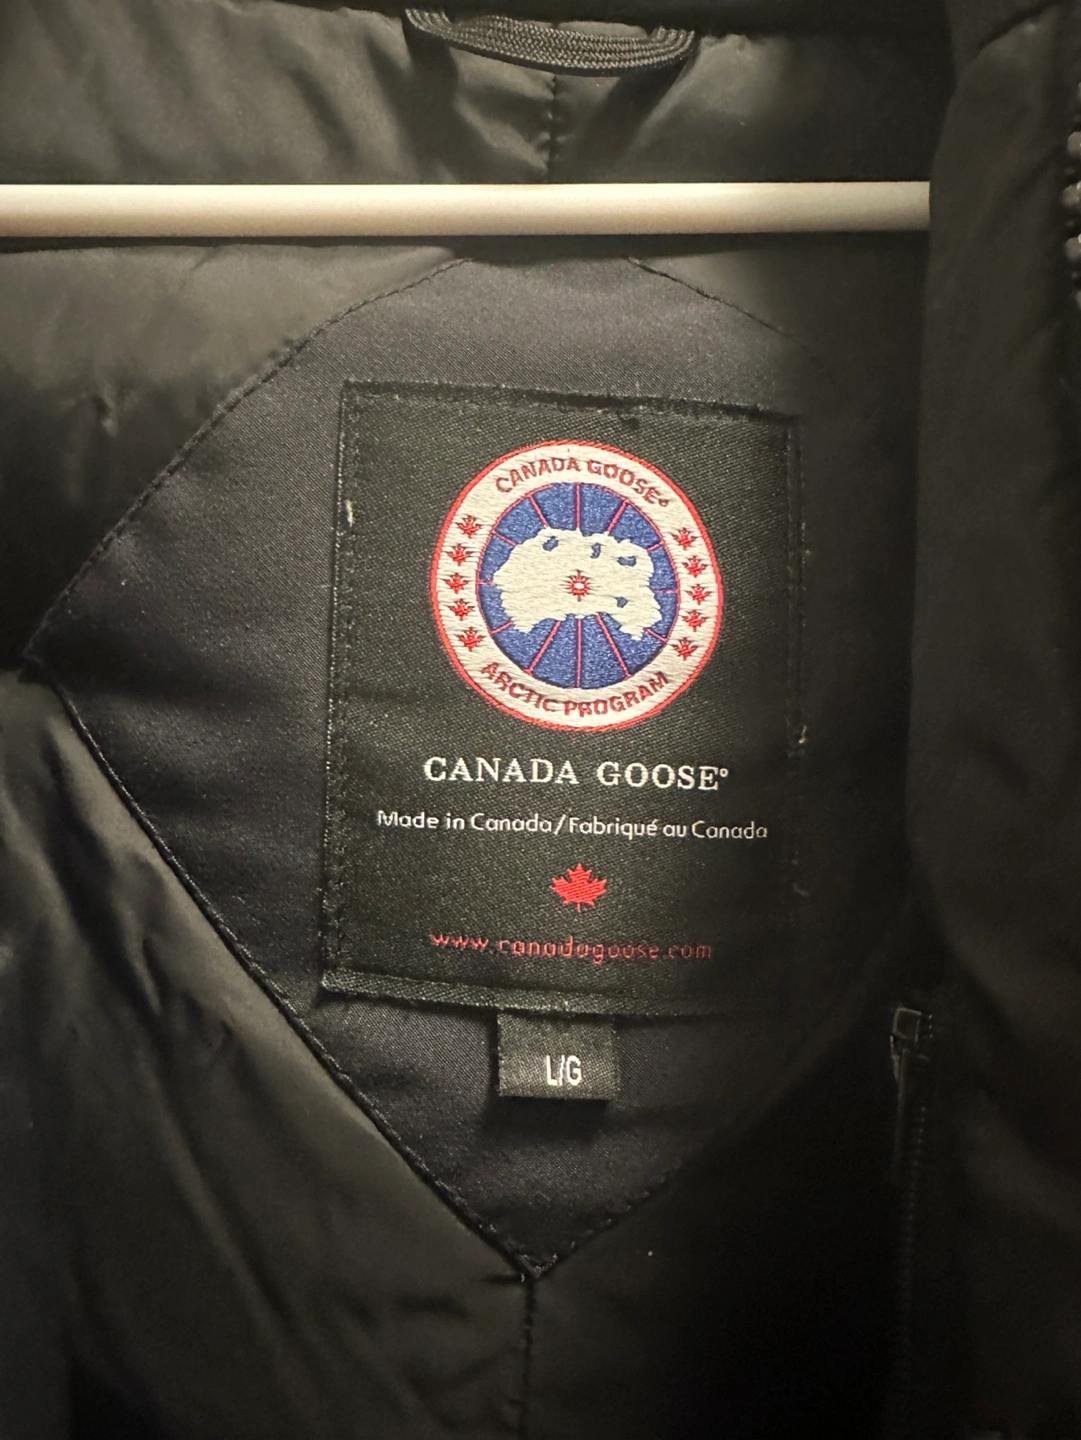 CANADA GOOSE®
ARCTIC PROGRAM
CANADA GOOSE®
Made in Canada/Fabriqué au Canada
www.canadagoose.com
L/G